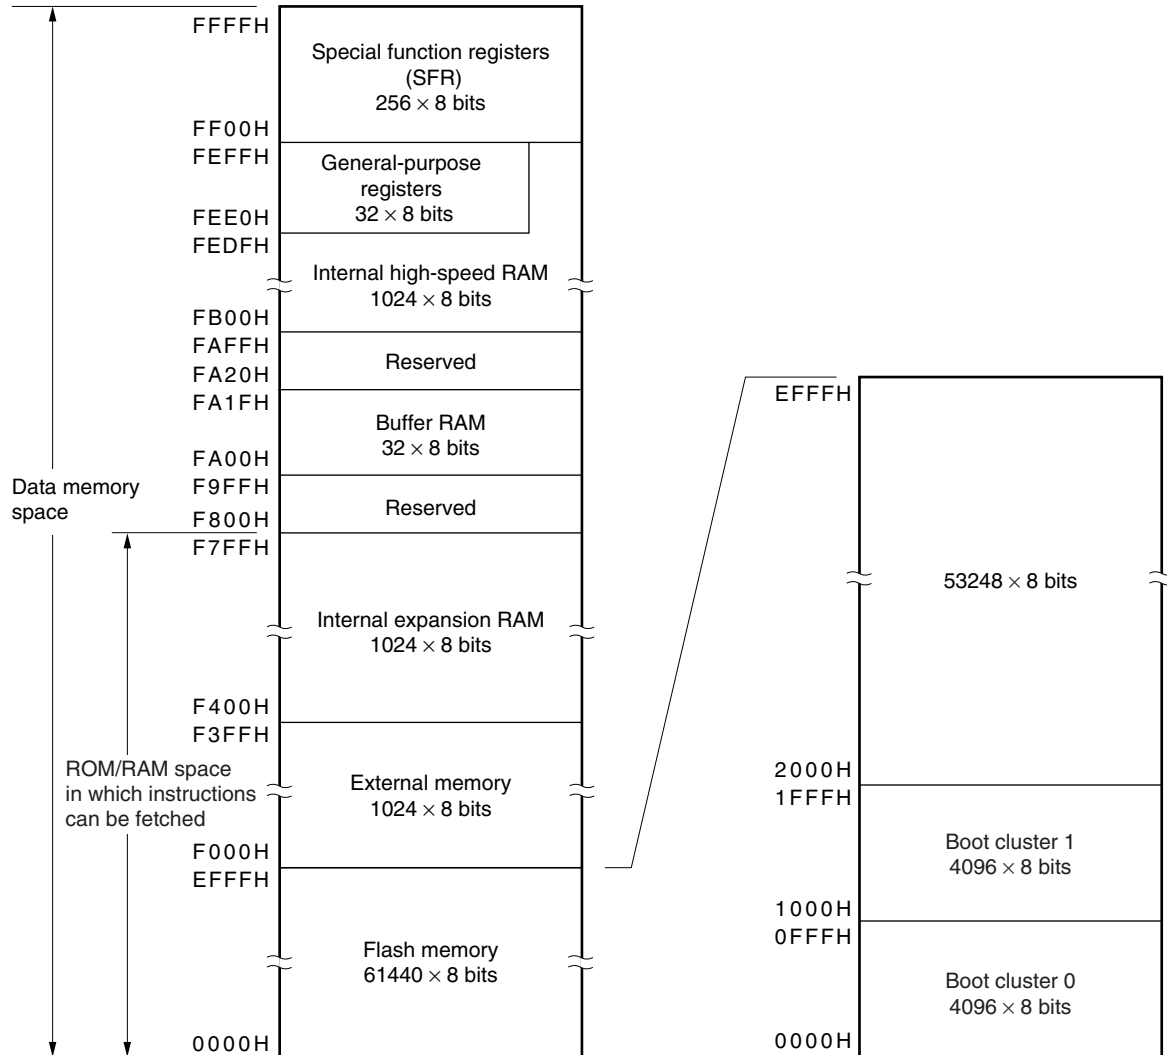 FFFFH
Special function registers
(SFR)
256 × 8 bits
FF00H
FEFFH
General-purpose
registers
32 × 8 bits
FEE0H
FEDFH
Internal high-speed RAM
1024 × 8 bits
FB00H
FAFFH
Reserved
FA20H
FA1FH
Buffer RAM
32 × 8 bits
FA00H
F9FFH
Reserved
F800H
F7FFH
Data memory
space
Internal expansion RAM
1024 × 8 bits
F400H
F3FFH
ROM/RAM space
in which instructions
can be fetched
External memory
1024 × 8 bits
F000H
EFFFH
Flash memory
61440 × 8 bits
0000H
EFFFH
53248 × 8 bits
2000H
1FFFH
Boot cluster 1
4096 × 8 bits
1000H
0FFFH
Boot cluster 0
4096 × 8 bits
0000H